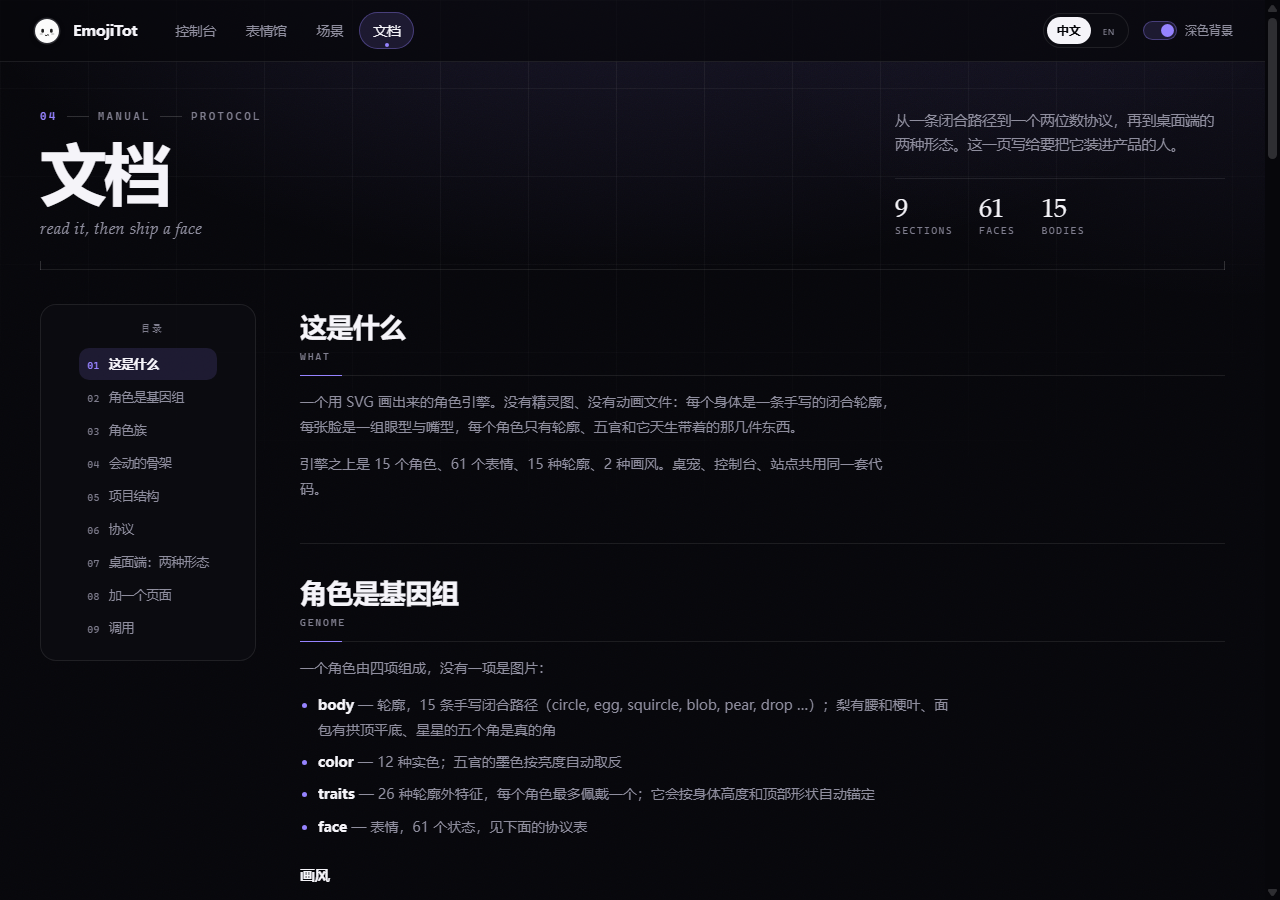 EmojiTot 控制台 表情馆 场景 文档 中文 EN 深色背景
04 MANUAL PROTOCOL
文档
read it, then ship a face
从一条闭合路径到一个两位数协议，再到桌面端的
两种形态。这一页写给要把它装进产品的人。
9 61 15
SECTIONS FACES BODIES
目录
01 这是什么
02 角色是基因组
03 角色族
04 会动的骨架
05 项目结构
06 协议
07 桌面端：两种形态
08 加一个页面
09 调用
这是什么
WHAT
一个用 SVG 画出来的角色引擎。没有精灵图、没有动画文件：每个身体是一条手写的闭合轮廓，
每张脸是一组眼型与嘴型，每个角色只有轮廓、五官和它天生带着的那几件东西。
引擎之上是 15 个角色、61 个表情、15 种轮廓、2 种画风。桌宠、控制台、站点共用同一套代
码。
角色是基因组
GENOME
一个角色由四项组成，没有一项是图片：
body — 轮廓，15 条手写闭合路径（circle, egg, squircle, blob, pear, drop ...）；梨有腰和梗叶、面
包有拱顶平底、星星的五个角是真的角
color — 12 种实色；五官的墨色按亮度自动取反
traits — 26 种轮廓外特征，每个角色最多佩戴一个；它会按身体高度和顶部形状自动锚定
face — 表情，61 个状态，见下面的协议表
画风